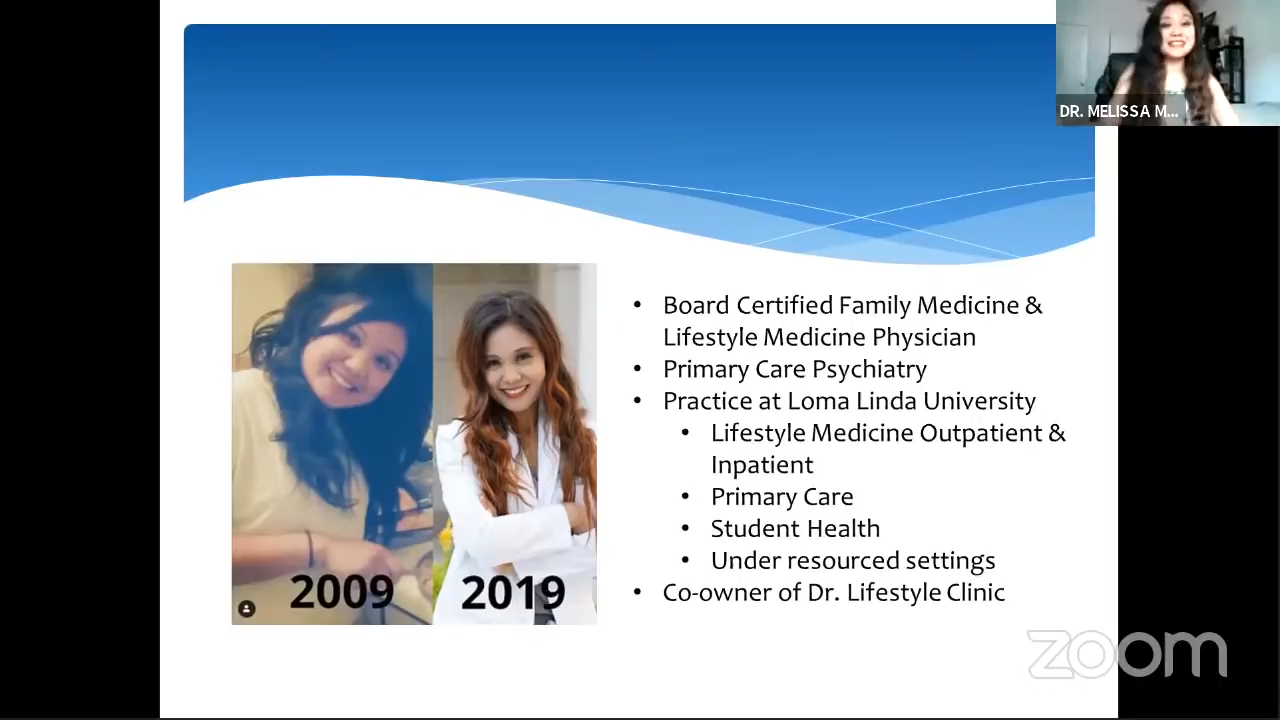 DR. MELISSA M...
• Board Certified Family Medicine &
Lifestyle Medicine Physician
• Primary Care Psychiatry
• Practice at Loma Linda University
• Lifestyle Medicine Outpatient &
Inpatient
• Primary Care
• Student Health
• Under resourced settings
• Co-owner of Dr. Lifestyle Clinic
2009
2019
zoom